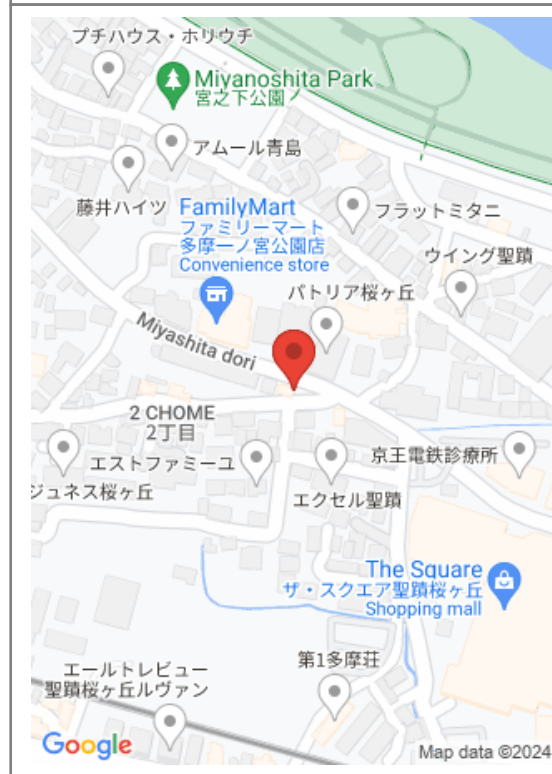 プチハウス・ホリウチ
Miyanoshita Park
宮之下公園
アムール青島
藤井ハイツ
FamilyMart
ファミリーマート
多摩一ノ宮公園店
Convenience store
フラットミタニ
ウイング聖蹟
パトリア桜ヶ丘
Miyashita dori
2 CHOME
2丁目
エストファミーユ
京王電鉄診療所
ジュネス桜ヶ丘
エクセル聖蹟
The Square
ザ・スクエア聖蹟桜ヶ丘
Shopping mall
第1多摩荘
エールトレビュー
聖蹟桜ヶ丘ルヴァン
Google
Map data ©2024